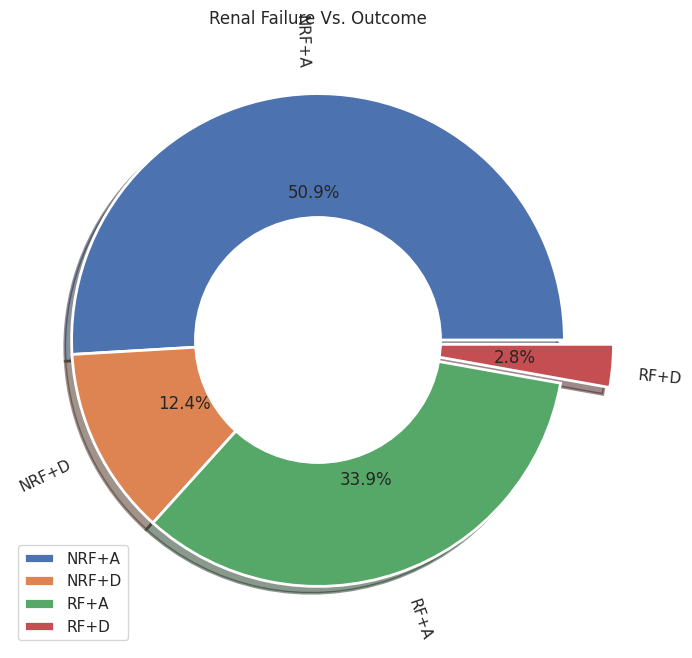 Renal Failure Vs. Outcome
NRF+A
50.9%
2.8%
RF+D
12.4%
NRF+D
33.9%
RF+A
NRF+A
NRF+D
RF+A
RF+D